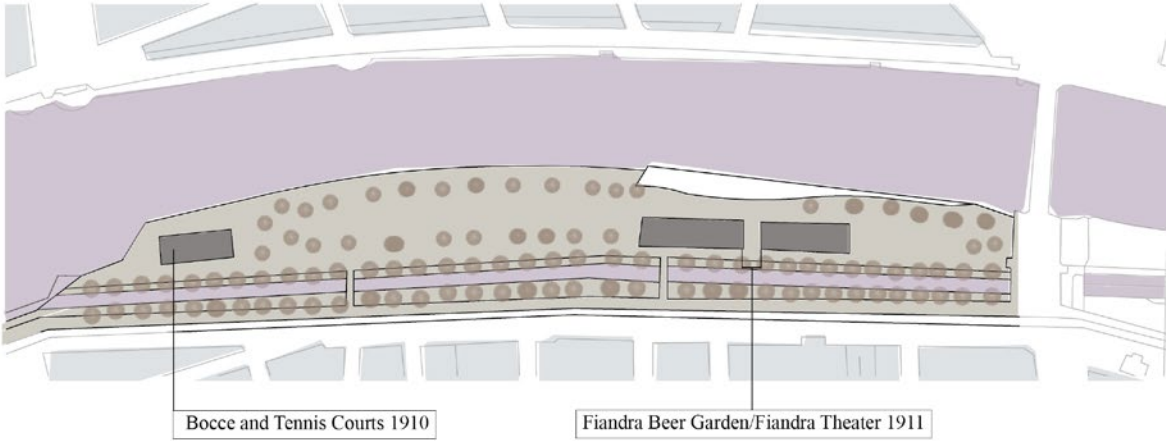 Bocce and Tennis Courts 1910
Fiandra Beer Garden/Fiandra Theater 1911